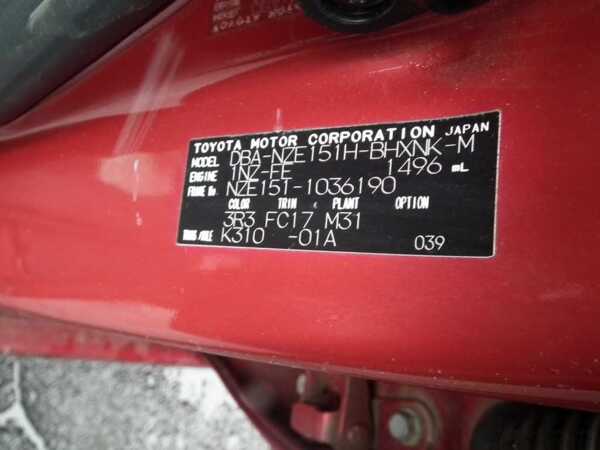 TOYOTA MOTOR CORPORATION JAPAN
MODEL DBA-NZE151H-BHXNK-M
ENGINE 1NZ-FE 1496 mL
FRAME No. NZE151-1036190
COLOR TRIM PLANT OPTION
3R3 FC17 M31
TRANS/AXLE K310 -01A 039